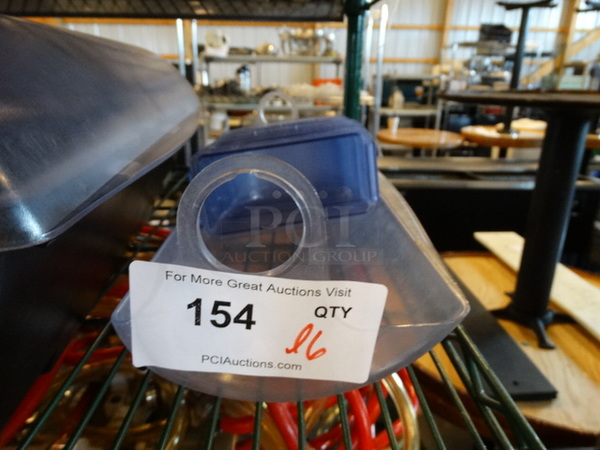 PCI
AUCTION GROUP
For More Great Auctions Visit
154 QTY
16
PCIAuctions.com